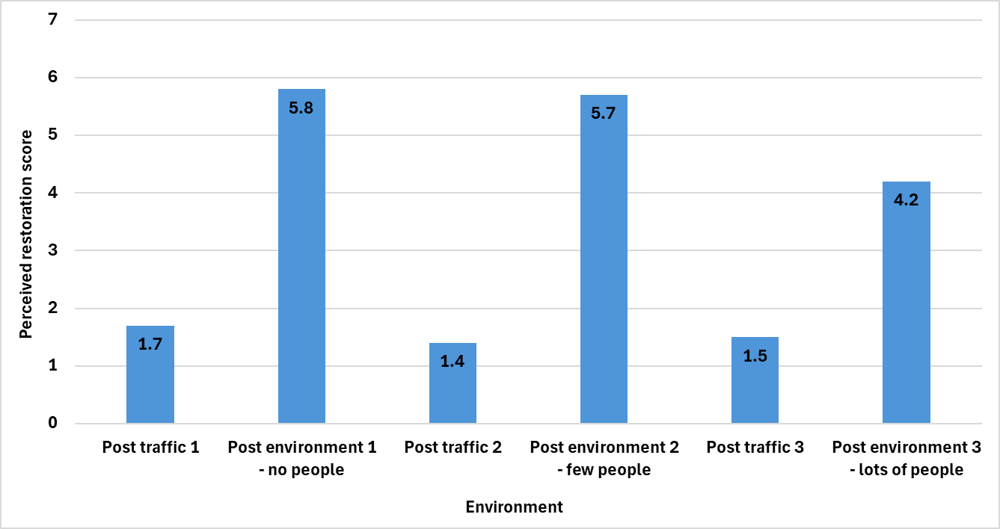 7
6
5
4
3
2
1
0
Perceived restoration score
1.7
5.8
1.4
5.7
1.5
4.2
Post traffic 1
Post environment 1
- no people
Post traffic 2
Post environment 2
- few people
Post traffic 3
Post environment 3
- lots of people
Environment